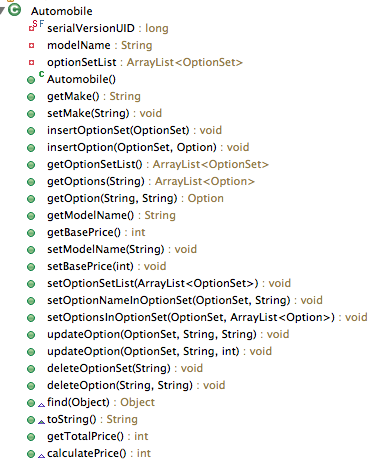 Automobile
S F serialVersionUID : long
modelName : String
optionSetList : ArrayList<OptionSet>
C Automobile()
getMake() : String
setMake(String) : void
insertOptionSet(OptionSet) : void
insertOption(OptionSet, Option) : void
getOptionSetList() : ArrayList<OptionSet>
getOptions(String) : ArrayList<Option>
getOption(String, String) : Option
getModelName() : String
getBasePrice() : int
setModelName(String) : void
setBasePrice(int) : void
setOptionSetList(ArrayList<OptionSet>) : void
setOptionNameInOptionSet(OptionSet, String) : void
setOptionsInOptionSet(OptionSet, ArrayList<Option>) : void
updateOption(OptionSet, String, String) : void
updateOption(OptionSet, String, int) : void
deleteOptionSet(String) : void
deleteOption(String, String) : void
find(Object) : Object
toString() : String
getTotalPrice() : int
calculatePrice() : int